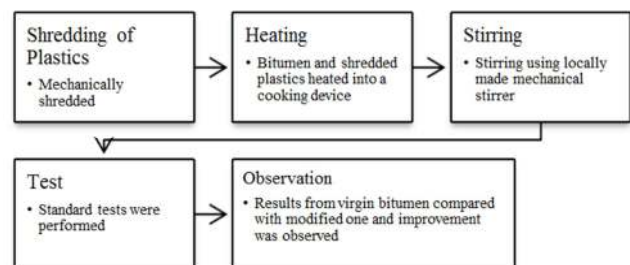 Shredding of
Plastics
• Mechanically
shredded
Heating
• Bitumen and shredded
plastics heated into a
cooking device
Stirring
• Stirring using locally
made mechanical
stirrer
Test
• Standard tests were
performed
Observation
• Results from virgin bitumen compared
with modified one and improvement
was observed